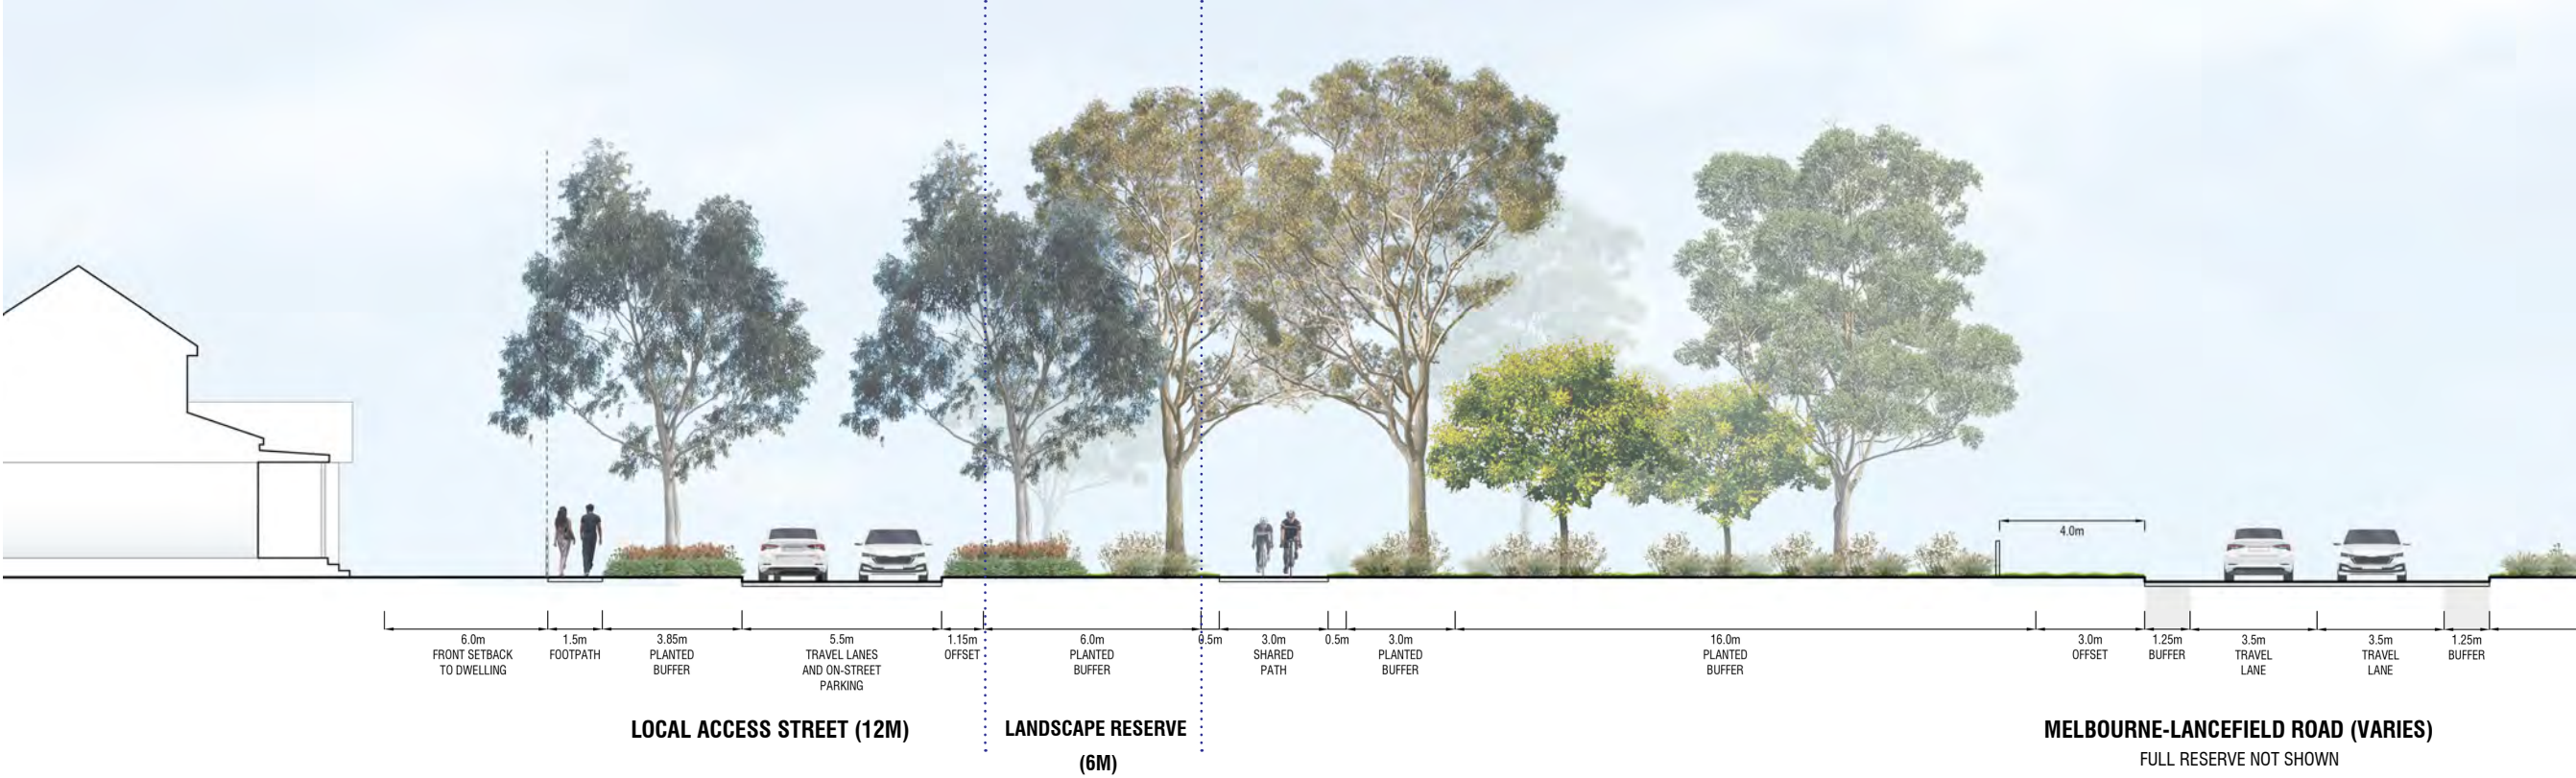 4.0m
6.0m
FRONT SETBACK
TO DWELLING
1.5m
FOOTPATH
3.85m
PLANTED
BUFFER
5.5m
TRAVEL LANES
AND ON-STREET
PARKING
1.15m
OFFSET
6.0m
PLANTED
BUFFER
0.5m
3.0m
SHARED
PATH
0.5m
3.0m
PLANTED
BUFFER
16.0m
PLANTED
BUFFER
3.0m
OFFSET
1.25m
BUFFER
3.5m
TRAVEL
LANE
3.5m
TRAVEL
LANE
1.25m
BUFFER
LOCAL ACCESS STREET (12M)
LANDSCAPE RESERVE
(6M)
MELBOURNE-LANCEFIELD ROAD (VARIES)
FULL RESERVE NOT SHOWN